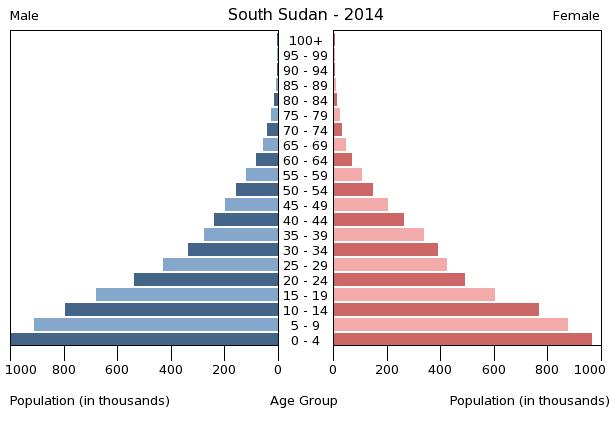 South Sudan - 2014
Male
Female
100+
95 - 99
90 - 94
85 - 89
80 - 84
75 - 79
70 - 74
65 - 69
60 - 64
55 - 59
50 - 54
45 - 49
40 - 44
35 - 39
30 - 34
25 - 29
20 - 24
15 - 19
10 - 14
5 - 9
0 - 4
1000 800 600 400 200 0 0 200 400 600 800 1000
Population (in thousands) Age Group Population (in thousands)